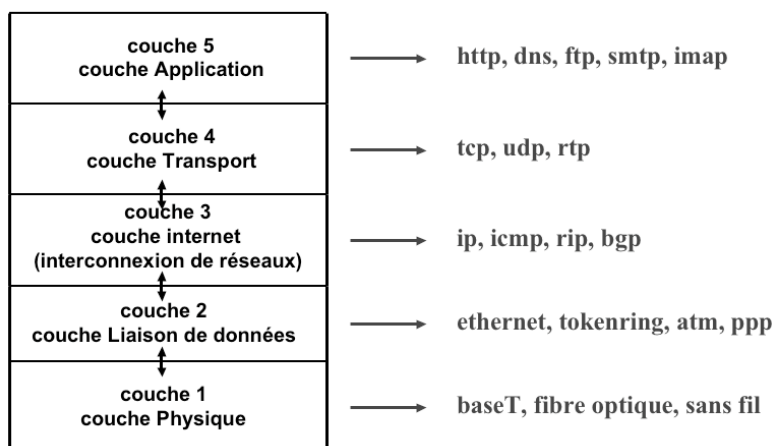 couche 5
couche Application
http, dns, ftp, smtp, imap
couche 4
couche Transport
tcp, udp, rtp
couche 3
couche internet
(interconnexion de réseaux)
ip, icmp, rip, bgp
couche 2
couche Liaison de données
ethernet, tokenring, atm, ppp
couche 1
couche Physique
baseT, fibre optique, sans fil